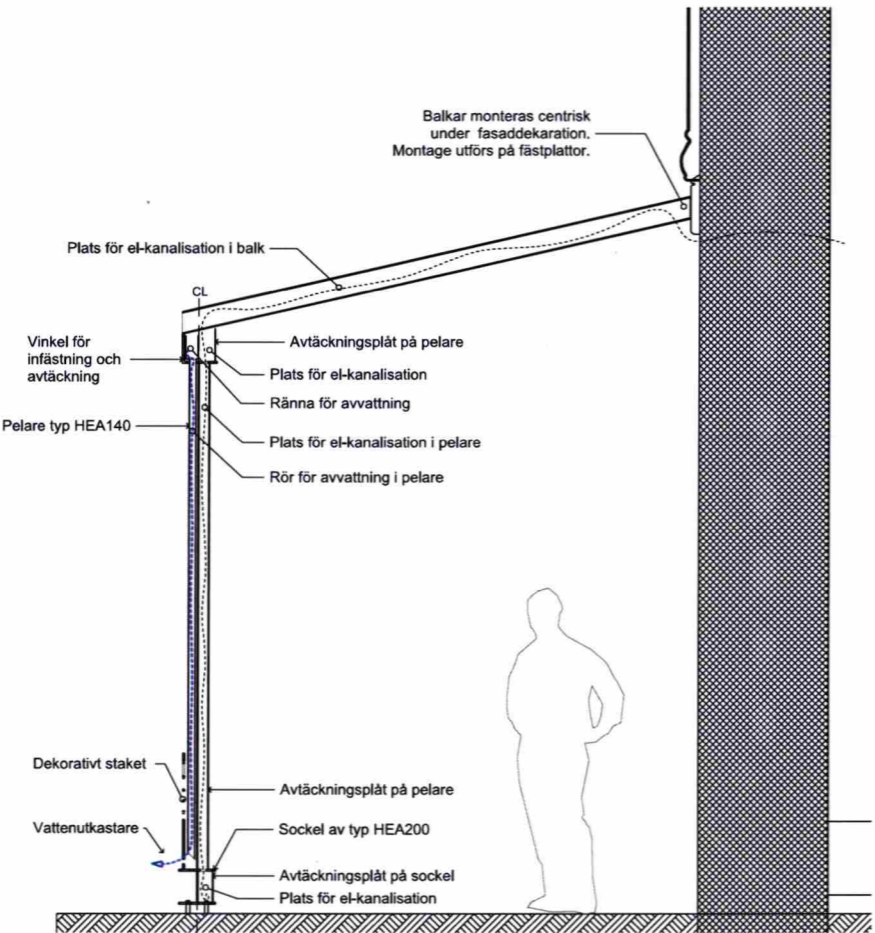 Balkar monteras centrisk
under fasaddekaration.
Montage utförs på fästplattor.
Plats för el-kanalisation i balk
CL
Vinkel för
infästning och
avtäckning
Avtäckningsplåt på pelare
Plats för el-kanalisation
Ränna för avvattning
Pelare typ HEA140
Plats för el-kanalisation i pelare
Rör för avvattning i pelare
Dekorativt staket
Avtäckningsplåt på pelare
Vattenutkastare
Sockel av typ HEA200
Avtäckningsplåt på sockel
Plats för el-kanalisation